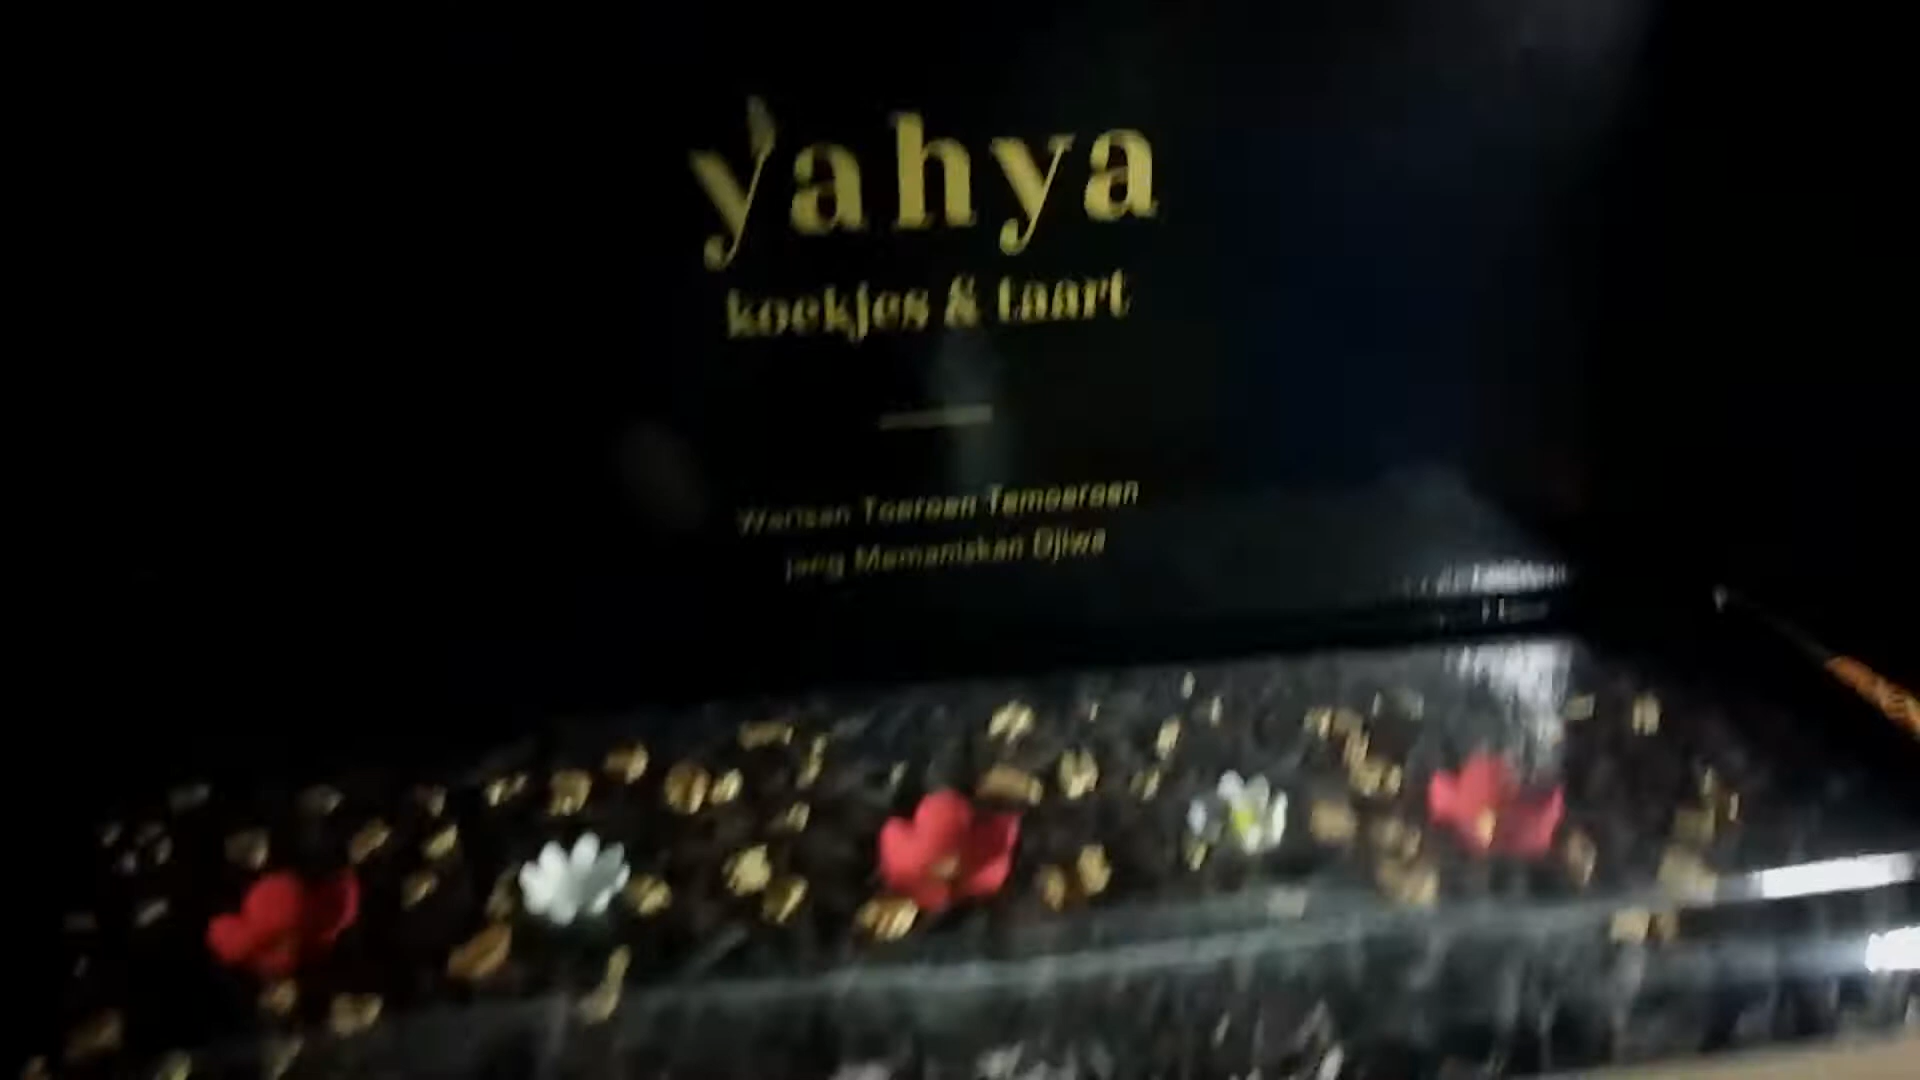 yahya
koekjes & taart
Warisan Toeroen Temoeroen
jang Memaniskan Djiwa